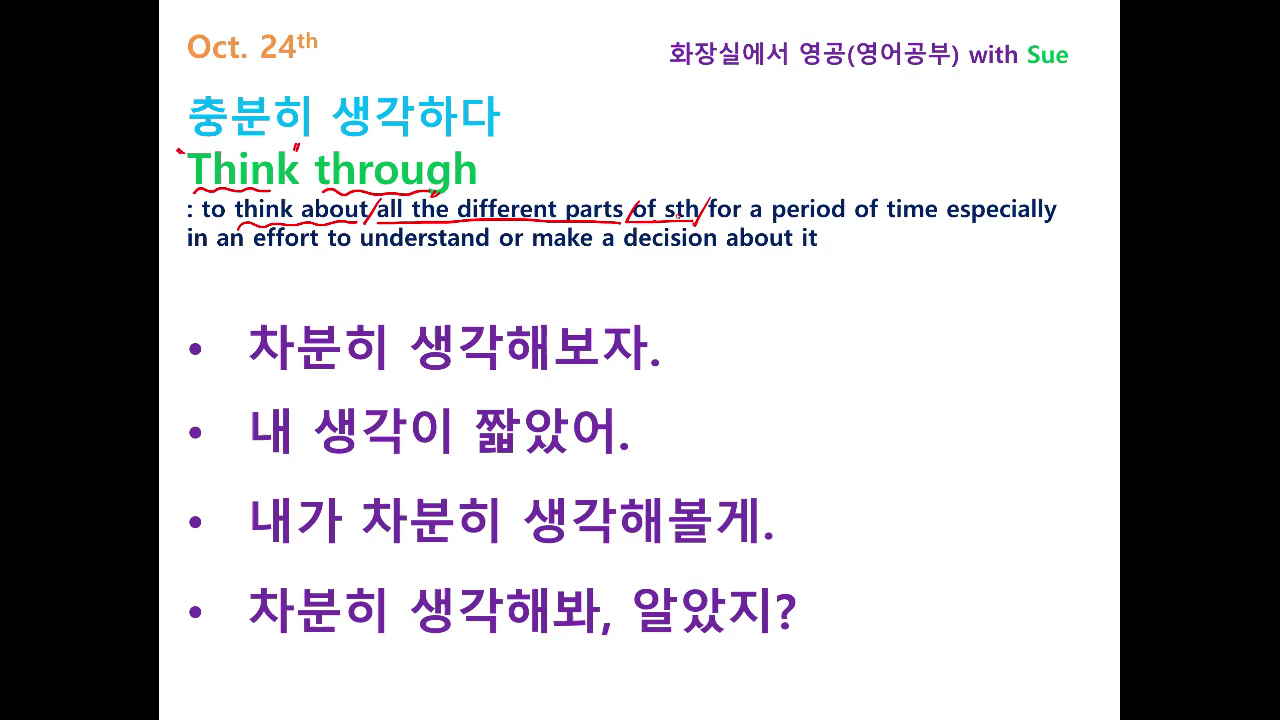 Oct. 24th
화장실에서 영공(영어공부) with Sue
충분히 생각하다
Think through
: to think about all the different parts of sth for a period of time especially
in an effort to understand or make a decision about it
• 차분히 생각해보자.
• 내 생각이 짧았어.
• 내가 차분히 생각해볼게.
• 차분히 생각해봐, 알았지?